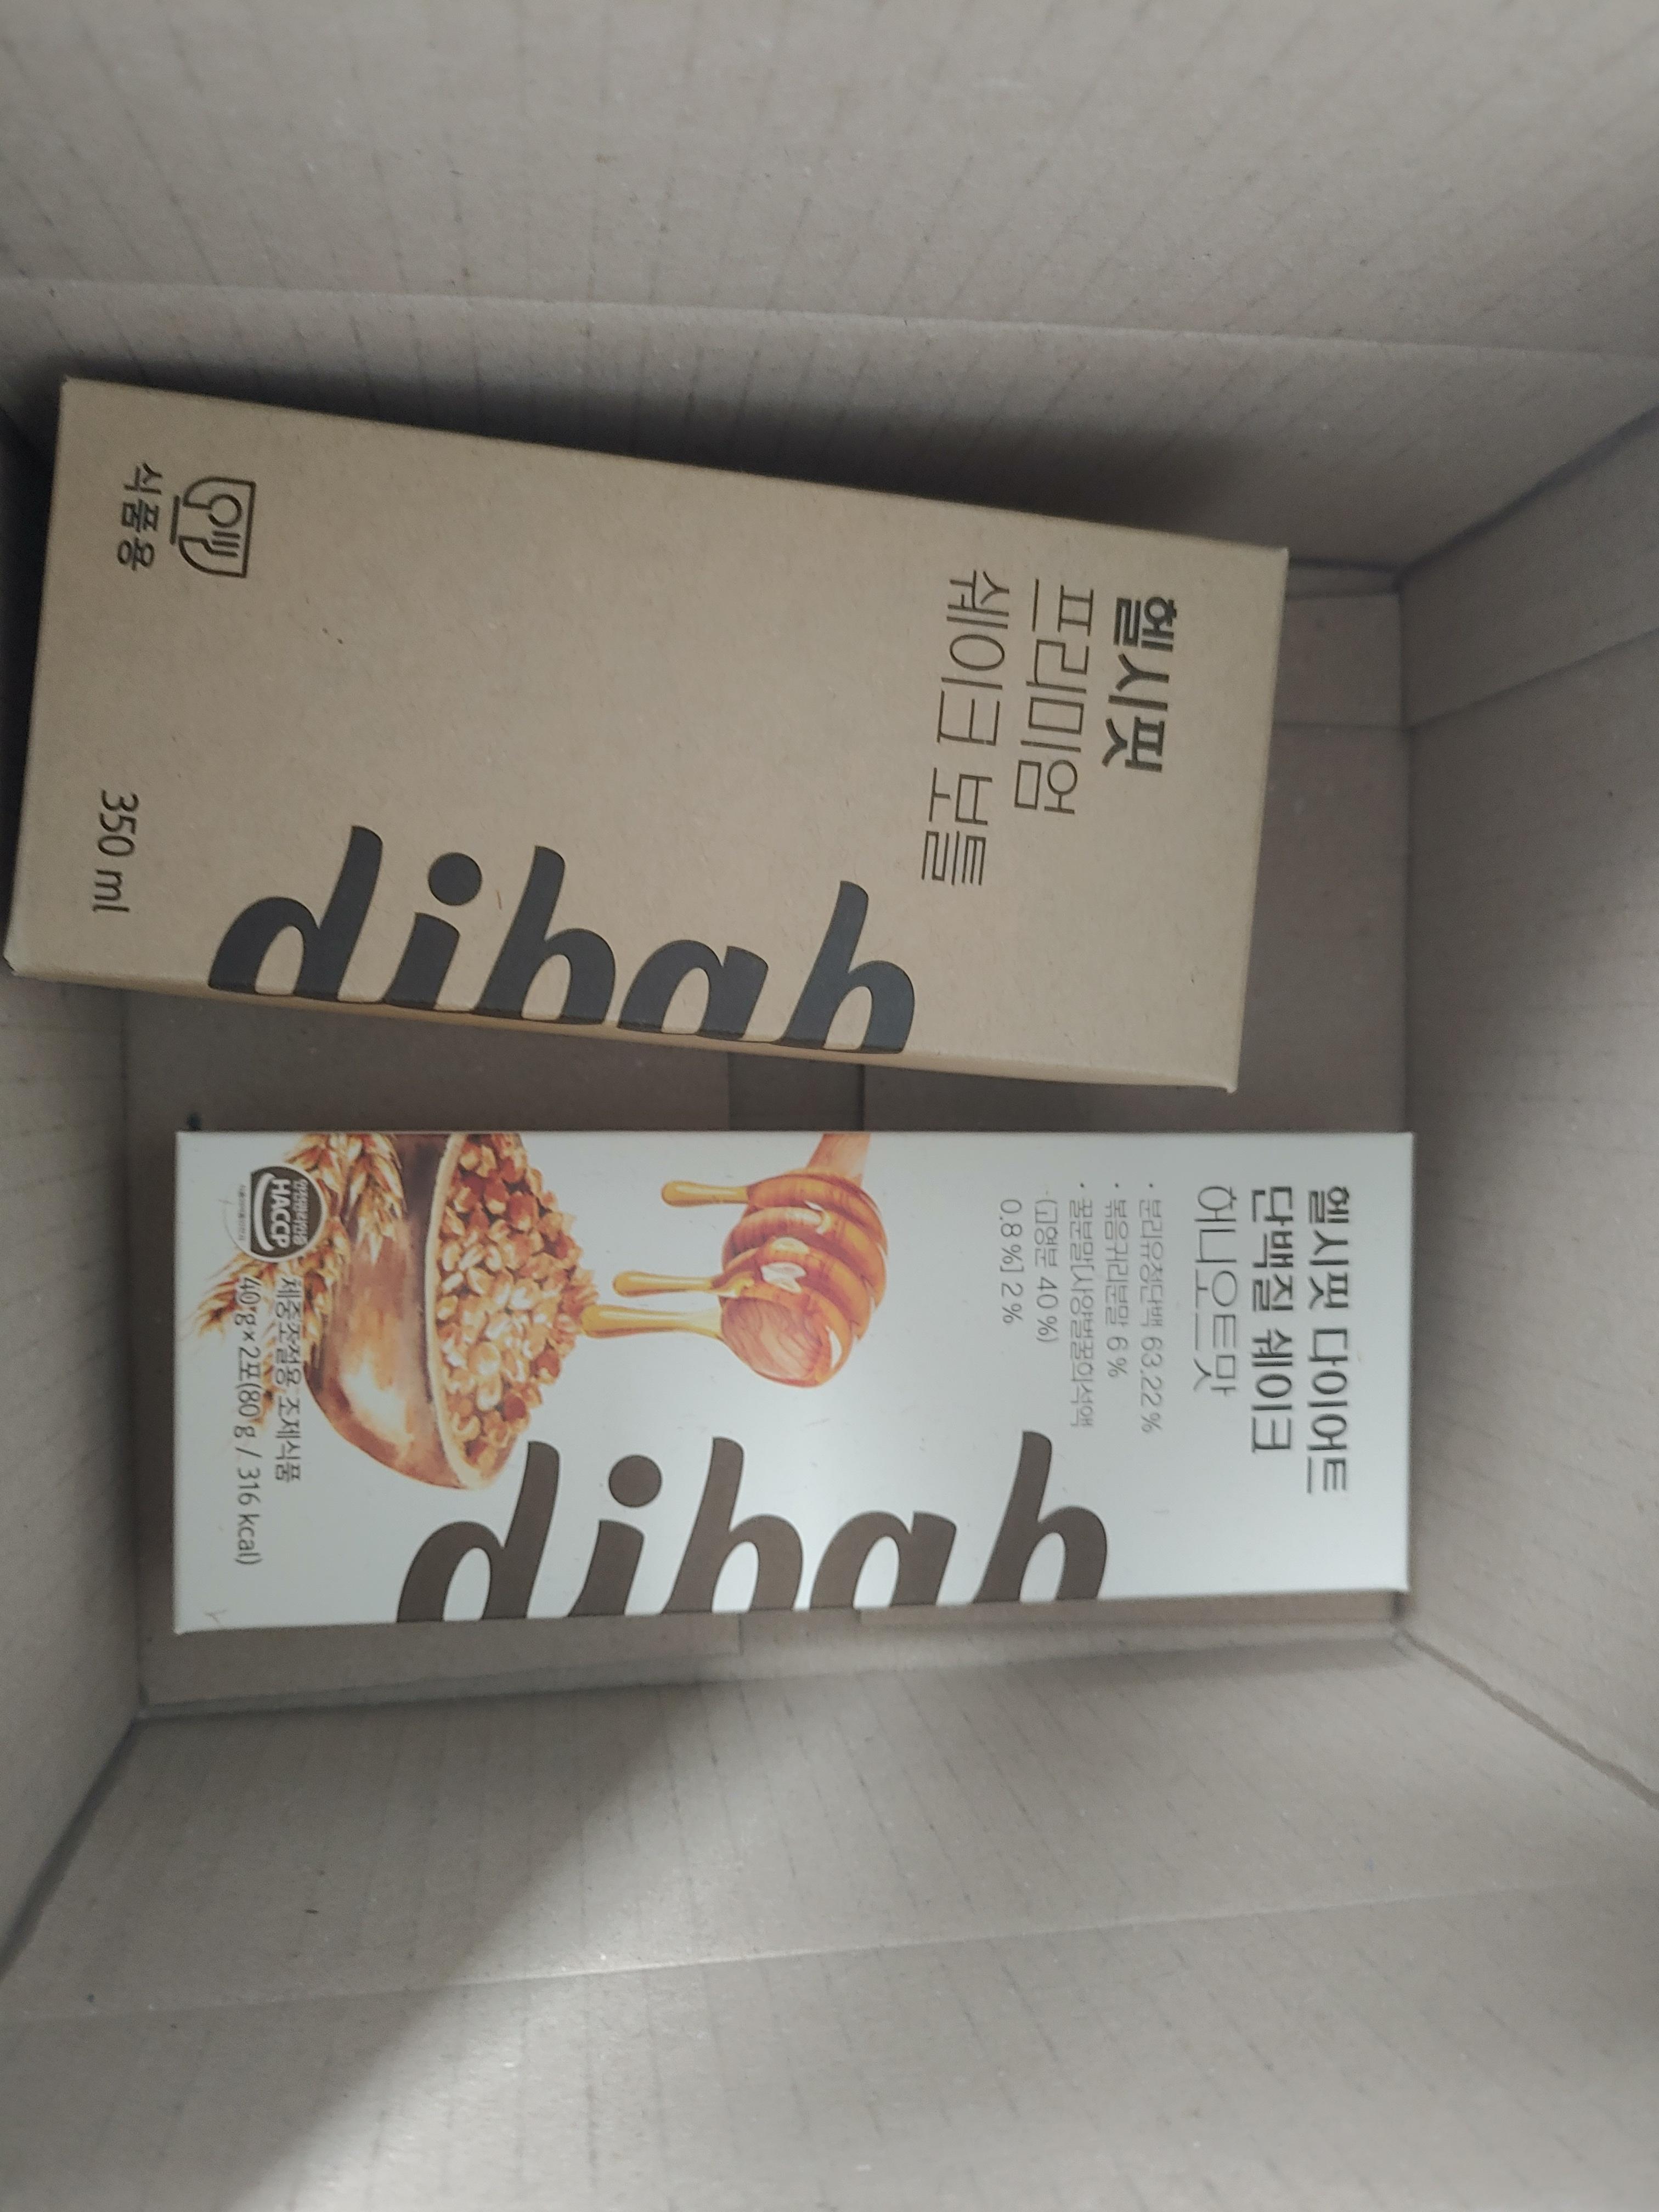 헬시핏
프리미엄
쉐이크 보틀
dibab
식품용
350 ml
헬시핏 다이어트
단백질 쉐이크
허니오트맛
· 분리유청단백 63.22 %
· 볶음귀리분말 6 %
· 꿀분말[사양벌꿀희석액
(고형분 40 %)
0.8 %] 2 %
dibab
HACCP
체중조절용 조제식품
40 g×2포(80 g / 316 kcal)